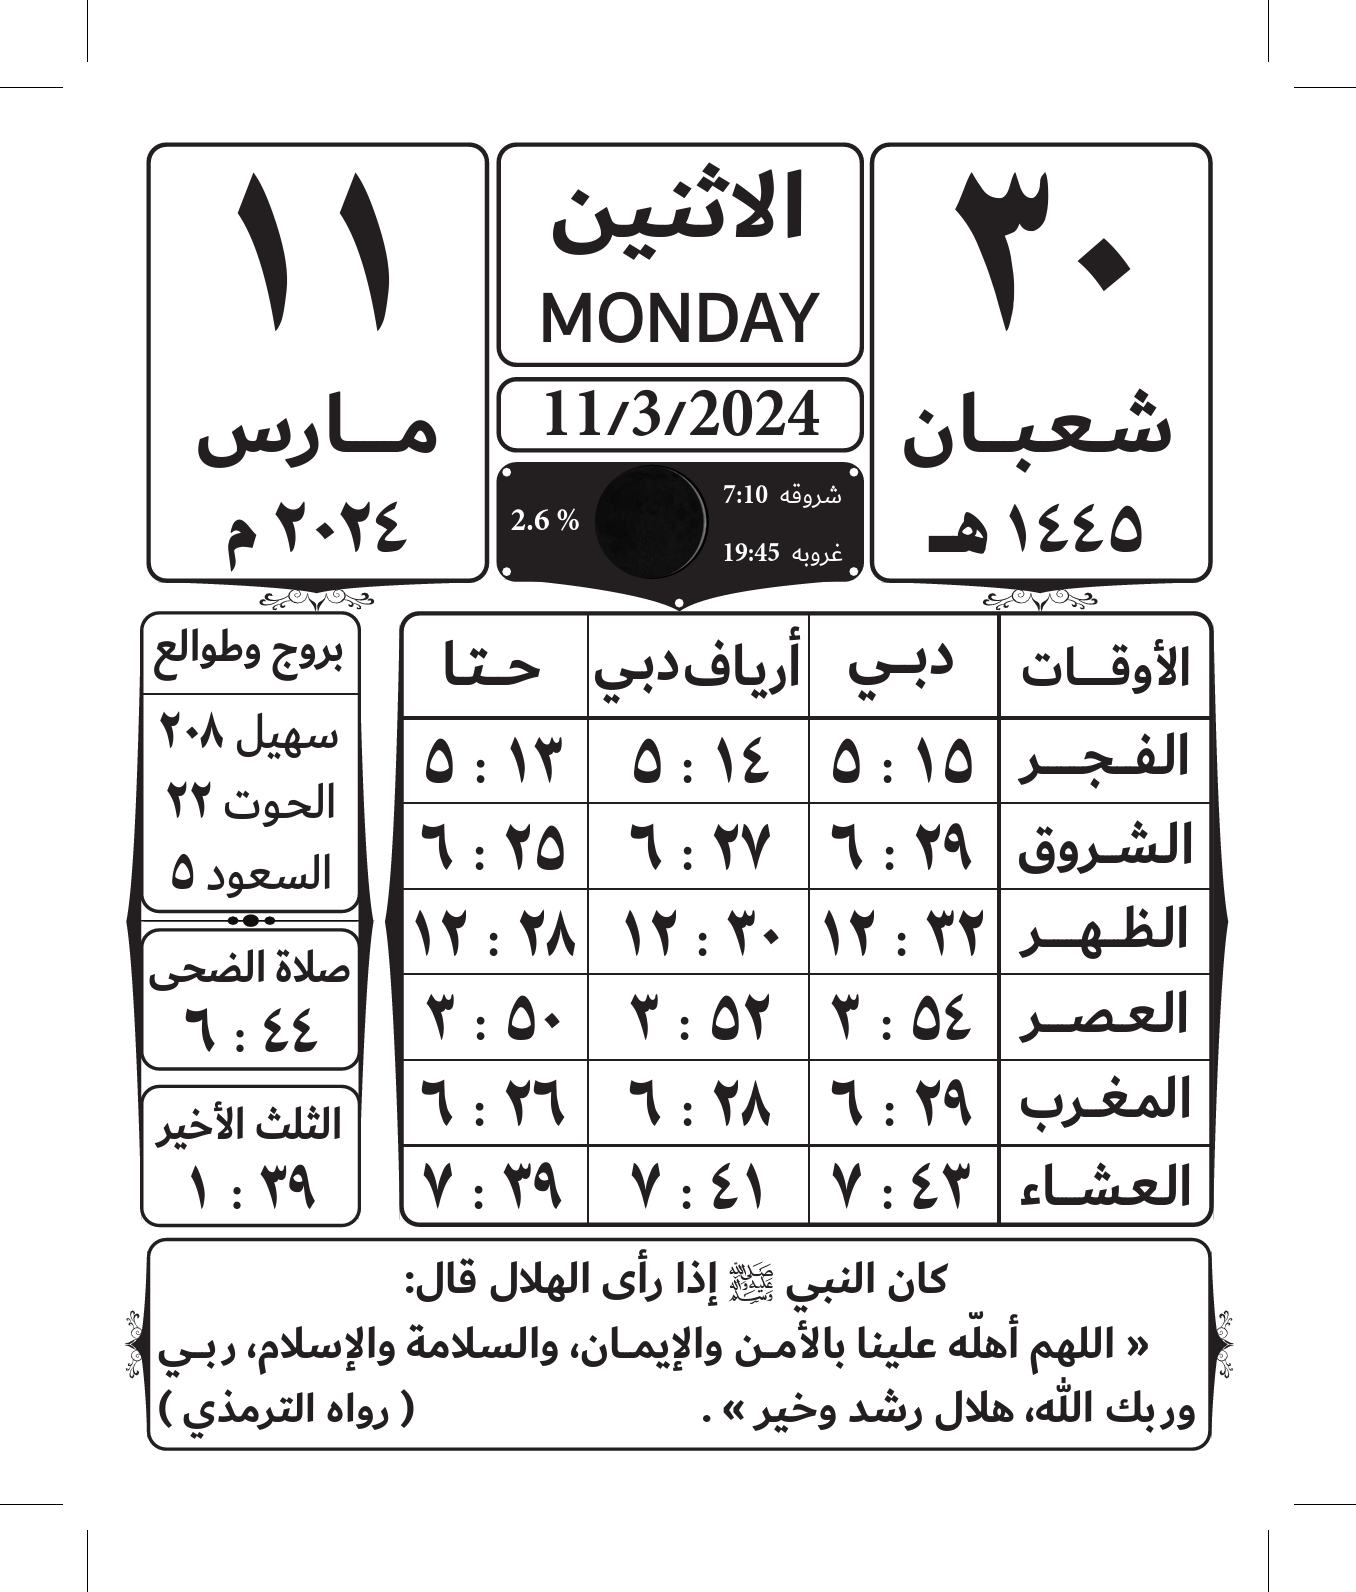 ٣٠
شعبـان
١٤٤٥ هـ
الاثنين
MONDAY
11/3/2024
شروقه 7:10
غروبه 19:45
2.6 %
١١
مـــارس
٢٠٢٤ م
الأوقـــات دبـي أرياف دبي حـتـا
الفـجـــر ١٥ : ٥ ١٤ : ٥ ١٣ : ٥
الشـروق ٢٩ : ٦ ٢٧ : ٦ ٢٥ : ٦
الظـهـــر ٣٢ : ١٢ ٣٠ : ١٢ ٢٨ : ١٢
العـصــر ٥٤ : ٣ ٥٢ : ٣ ٥٠ : ٣
المغـرب ٢٩ : ٦ ٢٨ : ٦ ٢٦ : ٦
العشــاء ٤٣ : ٧ ٤١ : ٧ ٣٩ : ٧
بروج وطوالع
سهيل ٢٠٨
الحوت ٢٢
السعود ٥
صلاة الضحى
٤٤ : ٦
الثلث الأخير
٣٩ : ١
كان النبي ﷺ إذا رأى الهلال قال:
« اللهم أهلّه علينا بالأمـن والإيمـان، والسلامة والإسلام، ربـي
وربك الله، هلال رشد وخير » . ( رواه الترمذي )